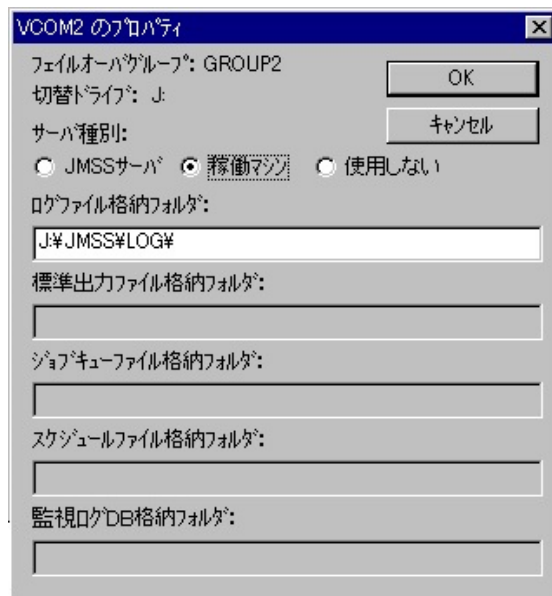 VCOM2 のﾌﾟﾛﾊﾟﾃｨ
ﾌｪｲﾙｵｰﾊﾞｸﾞﾙｰﾌﾟ: GROUP2
切替ﾄﾞﾗｲﾌﾞ: J:
OK
ｷｬﾝｾﾙ
ｻｰﾊﾞ種別:
JMSSｻｰﾊﾞ 稼働ﾏｼﾝ 使用しない
ﾛｸﾞﾌｧｲﾙ格納ﾌｫﾙﾀﾞ:
J:¥JMSS¥LOG¥
標準出力ﾌｧｲﾙ格納ﾌｫﾙﾀﾞ:
ｼﾞｮﾌﾞｷｭｰﾌｧｲﾙ格納ﾌｫﾙﾀﾞ:
ｽｹｼﾞｭｰﾙﾌｧｲﾙ格納ﾌｫﾙﾀﾞ:
監視ﾛｸﾞDB格納ﾌｫﾙﾀﾞ: